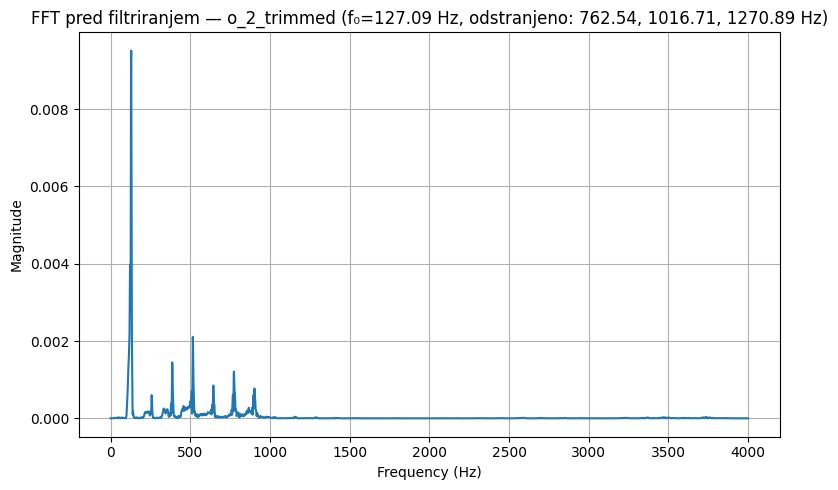 FFT pred filtriranjem — o_2_trimmed (f₀=127.09 Hz, odstranjeno: 762.54, 1016.71, 1270.89 Hz)
0.008
0.006
0.004
0.002
0.000
Magnitude
0 500 1000 1500 2000 2500 3000 3500 4000
Frequency (Hz)